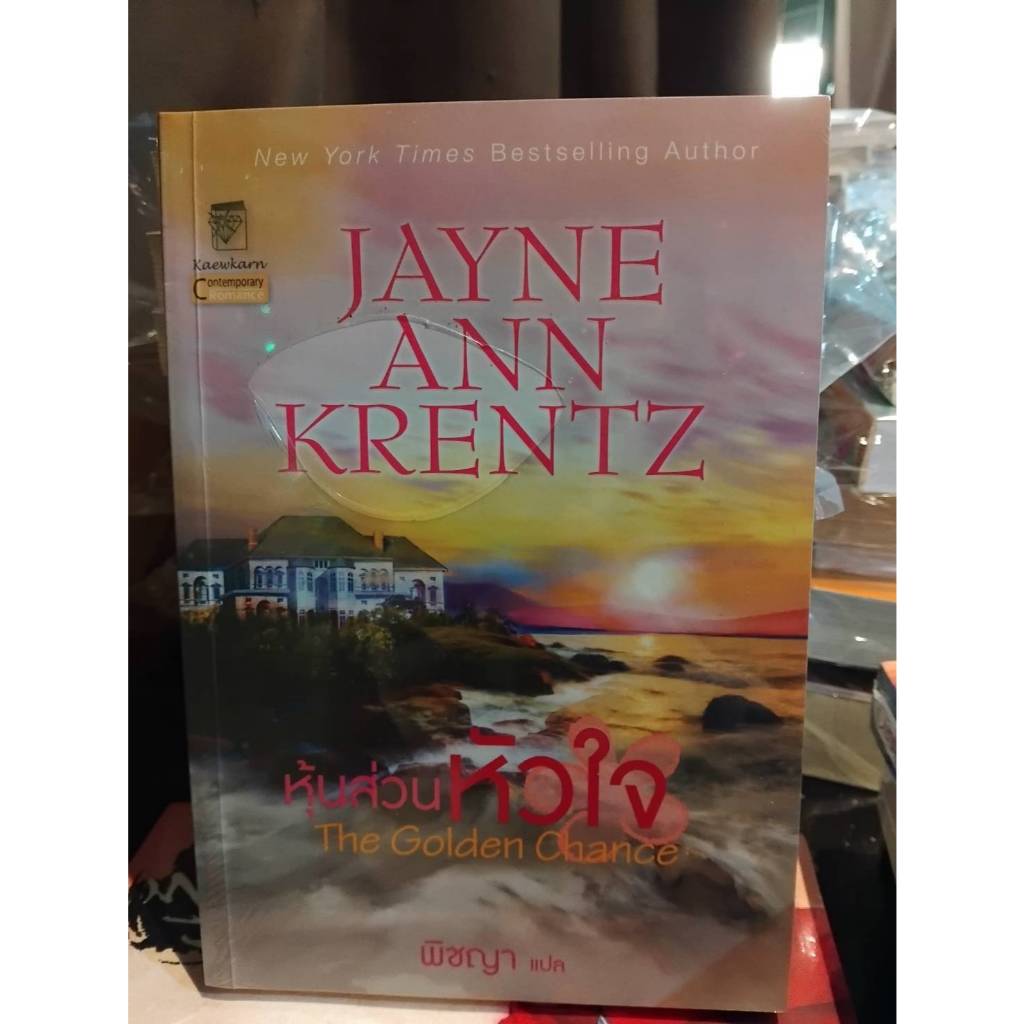 New York Times Bestselling Author
Kaewkarn
Contemporary
Romance
JAYNE
ANN
KRENTZ
หุ้นส่วนหัวใจ
The Golden Chance
พิชญา แปล